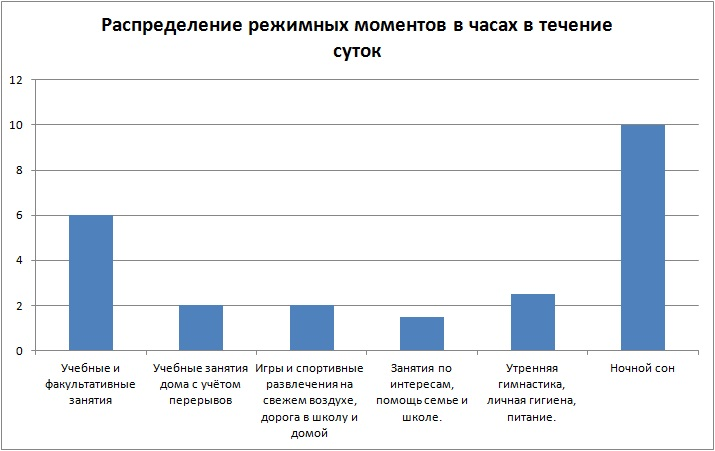 Распределение режимных моментов в часах в течение
суток
12
10
8
6
4
2
0
Учебные и
факультативные
занятия
Учебные занятия
дома с учётом
перерывов
Игры и спортивные
развлечения на
свежем воздухе,
дорога в школу и
домой
Занятия по
интересам,
помощь семье и
школе.
Утренняя
гимнастика,
личная гигиена,
питание.
Ночной сон